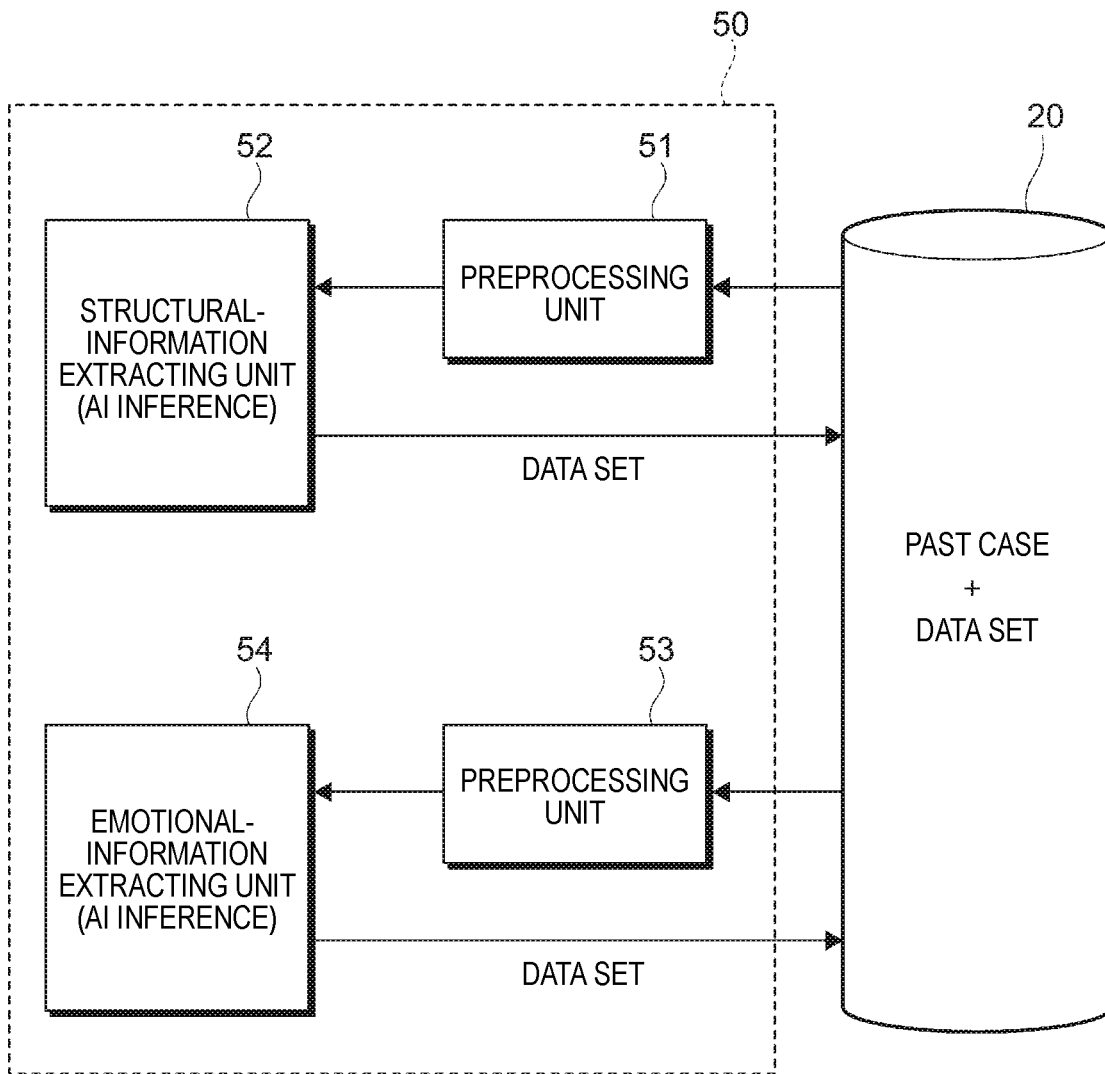 50
20
52
51
STRUCTURAL-
INFORMATION
EXTRACTING UNIT
(AI INFERENCE)
PREPROCESSING
UNIT
DATA SET
PAST CASE
+
DATA SET
54
53
EMOTIONAL-
INFORMATION
EXTRACTING UNIT
(AI INFERENCE)
PREPROCESSING
UNIT
DATA SET